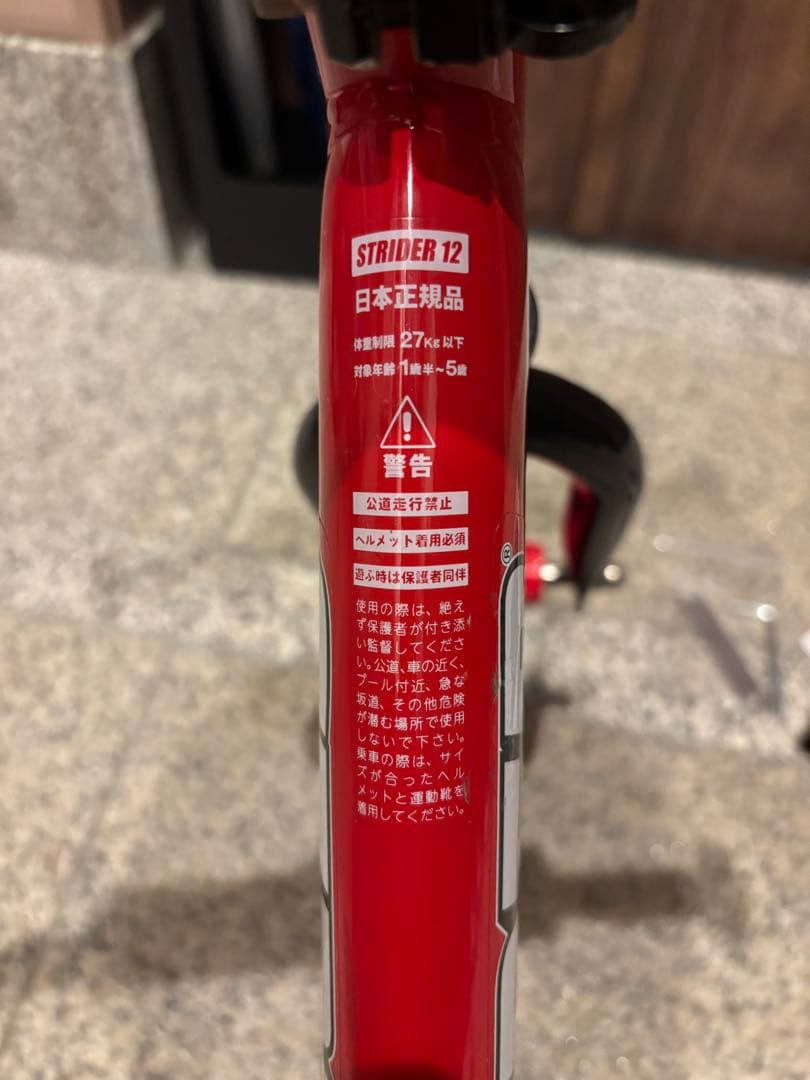 STRIDER 12
日本正規品
体重制限 27Kg 以下
対象年齢 1歳半~5歳
警告
公道走行禁止
ヘルメット着用必須
遊ぶ時は保護者同伴
使用の際は、絶え
ず保護者が付き添
い監督してくださ
い。公道、車の近く、
プール付近、急な
坂道、その他危険
が潜む場所で使用
しないで下さい。
乗車の際は、サイ
ズが合ったヘル
メットと運動靴を
着用してください。
®